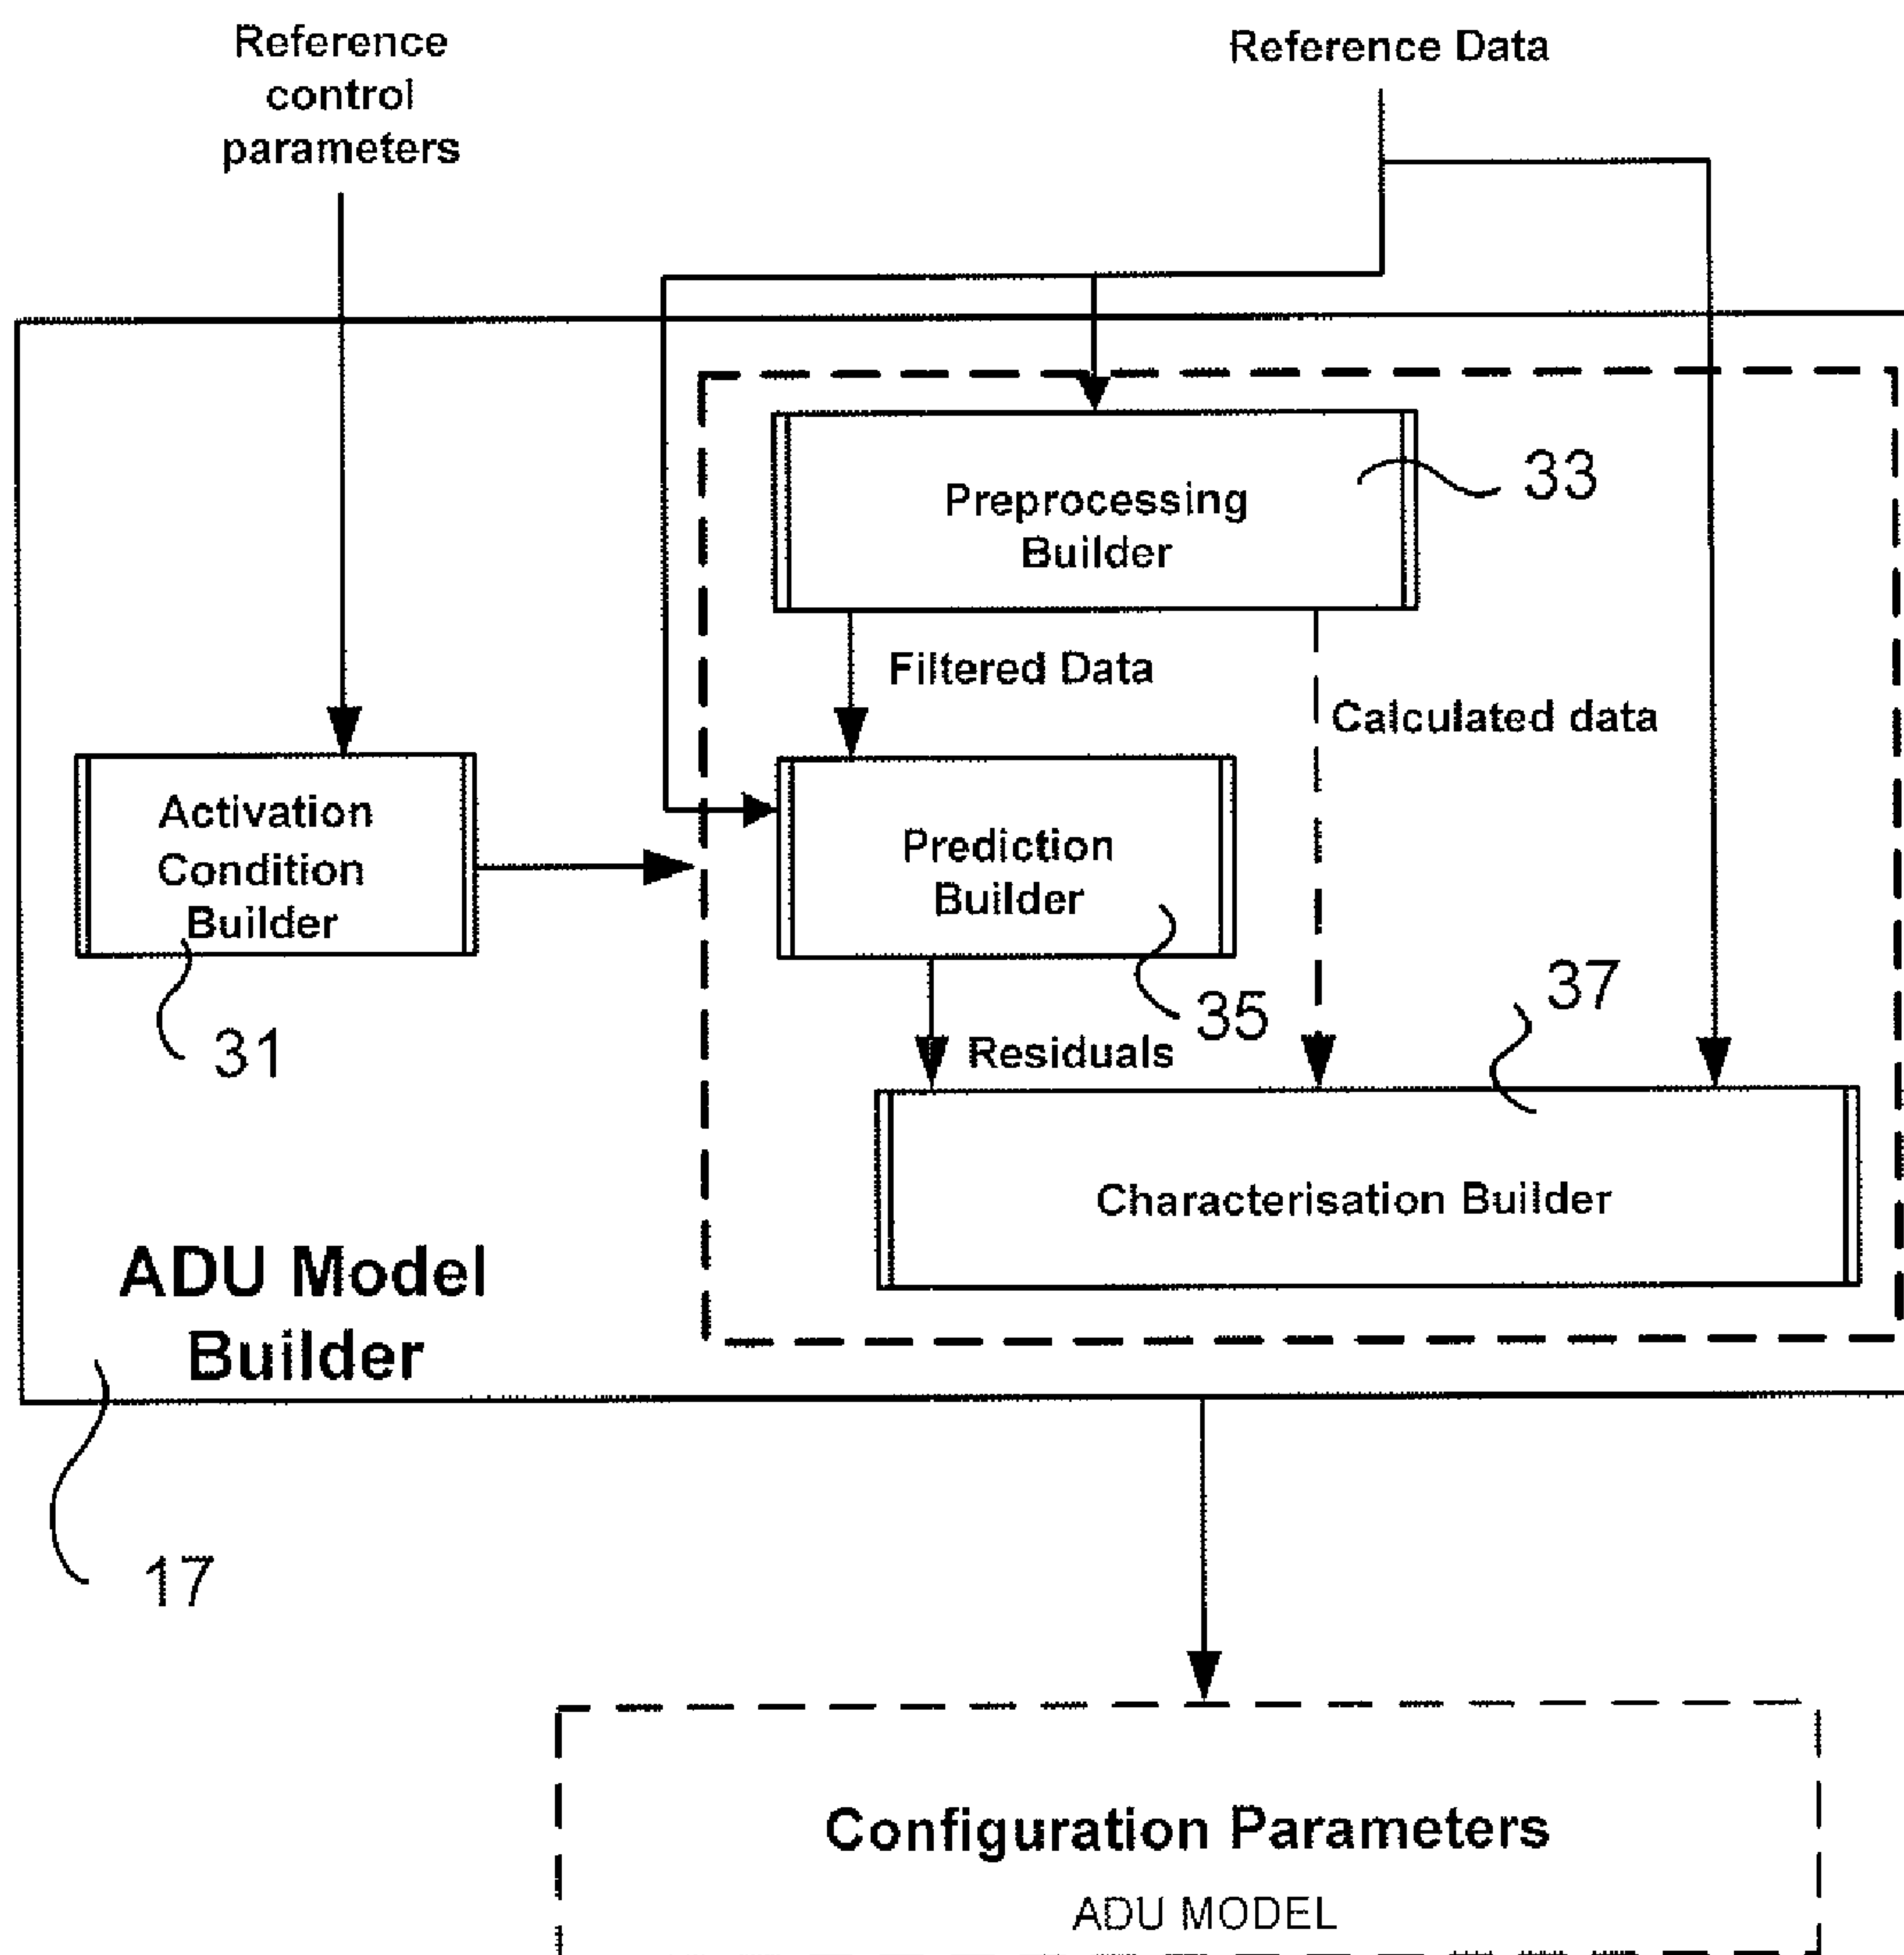 Reference
control
parameters
Reference Data
Preprocessing
Builder
33
Filtered Data
Calculated data
Activation
Condition
Builder
31
Prediction
Builder
35
37
Residuals
Characterisation Builder
ADU Model
Builder
17
Configuration Parameters
ADU MODEL